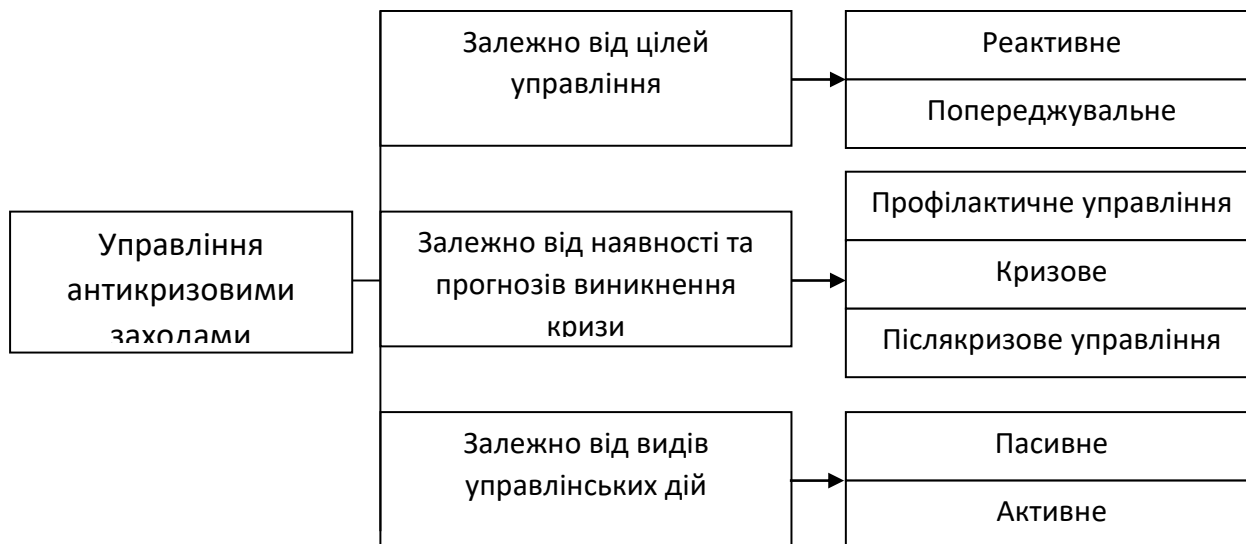 Управління
антикризовими
заходами
Залежно від цілей
управління
Реактивне
Попереджувальне
Залежно від наявності та
прогнозів виникнення
кризи
Профілактичне управління
Кризове
Післякризове управління
Залежно від видів
управлінських дій
Пасивне
Активне